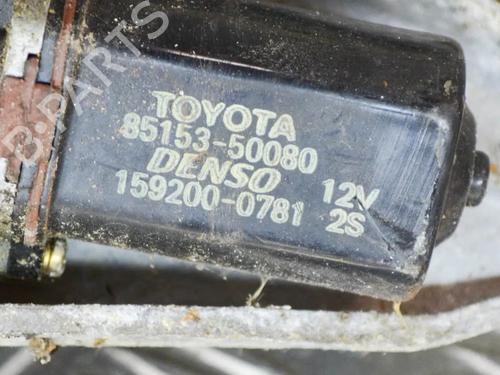 B-PARTS
TOYOTA
85153-50080
DENSO
159200-0781
12V
2S